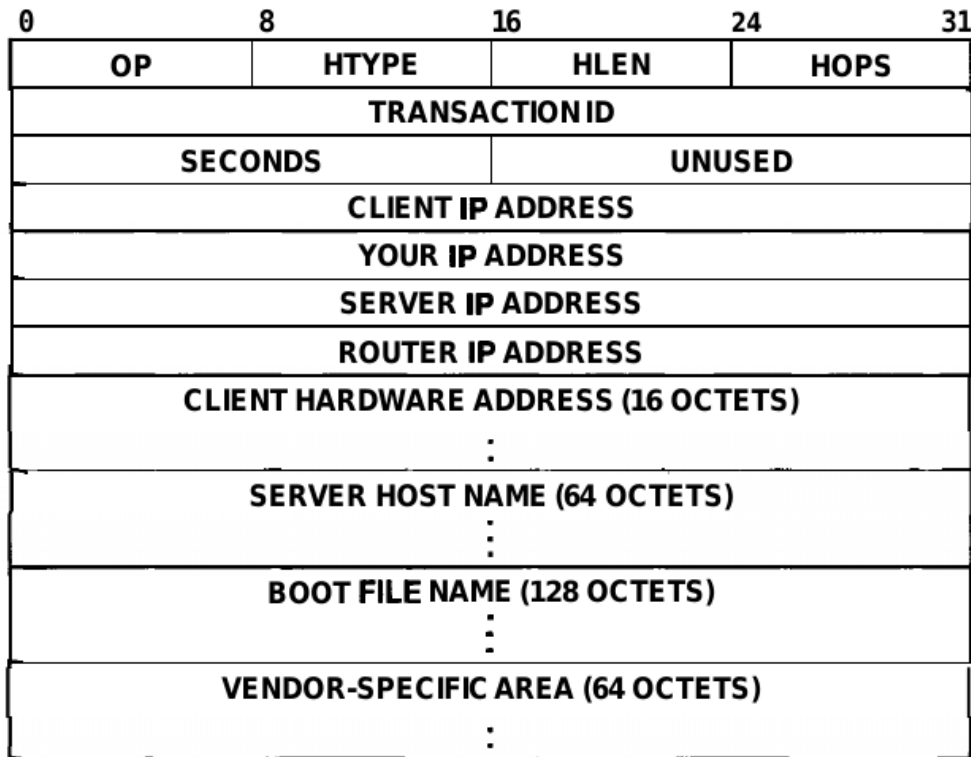 0 8 16 24 31
OP HTYPE HLEN HOPS
TRANSACTION ID
SECONDS UNUSED
CLIENT IP ADDRESS
YOUR IP ADDRESS
SERVER IP ADDRESS
ROUTER IP ADDRESS
CLIENT HARDWARE ADDRESS (16 OCTETS)
SERVER HOST NAME (64 OCTETS)
BOOT FILE NAME (128 OCTETS)
VENDOR-SPECIFIC AREA (64 OCTETS)